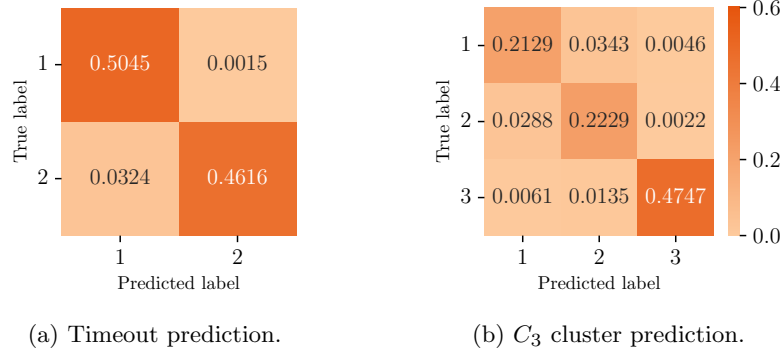 1
0.5045 0.0015
2
0.0324 0.4616
True label
1 2
Predicted label
(a) Timeout prediction.
1
0.2129 0.0343 0.0046
2
0.0288 0.2229 0.0022
3
0.0061 0.0135 0.4747
True label
1 2 3
Predicted label
0.6
0.4
0.2
0.0
(b) C₃ cluster prediction.